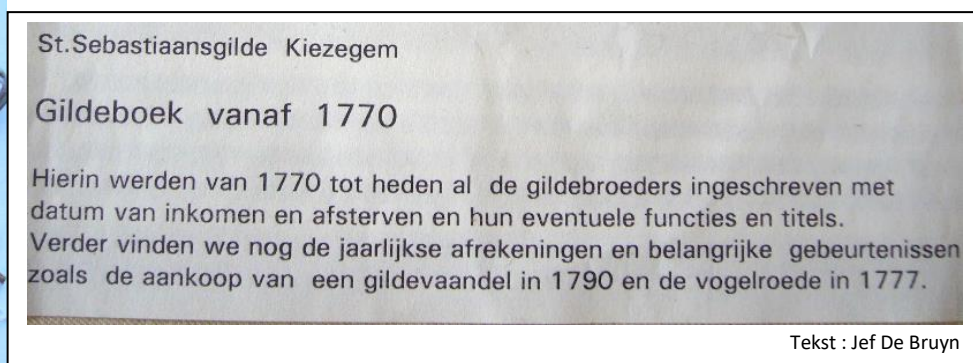 St.Sebastiaansgilde Kiezegem
Gildeboek vanaf 1770
Hierin werden van 1770 tot heden al de gildebroeders ingeschreven met
datum van inkomen en afsterven en hun eventuele functies en titels.
Verder vinden we nog de jaarlijkse afrekeningen en belangrijke gebeurtenissen
zoals de aankoop van een gildevaandel in 1790 en de vogelroede in 1777.
Tekst : Jef De Bruyn